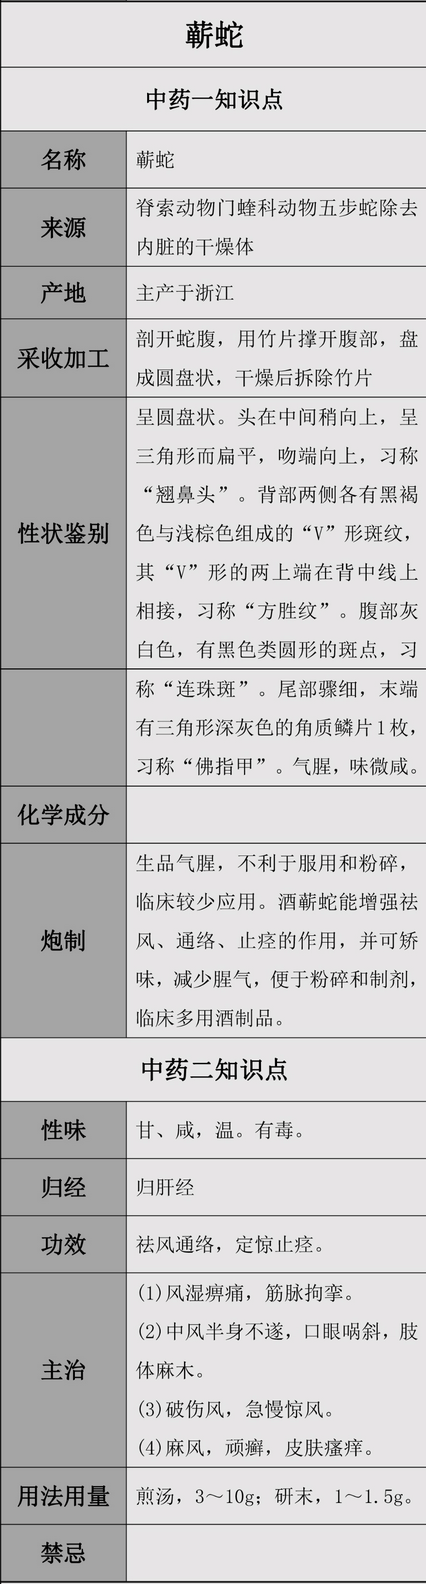 蕲蛇
中药一知识点
名称
蕲蛇
来源
脊索动物门蝰科动物五步蛇除去
内脏的干燥体
产地
主产于浙江
采收加工
剖开蛇腹，用竹片撑开腹部，盘
成圆盘状，干燥后拆除竹片
性状鉴别
呈圆盘状。头在中间稍向上，呈
三角形而扁平，吻端向上，习称
“翘鼻头”。背部两侧各有黑褐
色与浅棕色组成的“V”形斑纹，
其“V”形的两上端在背中线上
相接，习称“方胜纹”。腹部灰
白色，有黑色类圆形的斑点，习
称“连珠斑”。尾部骤细，末端
有三角形深灰色的角质鳞片1枚，
习称“佛指甲”。气腥，味微咸。
化学成分
炮制
生品气腥，不利于服用和粉碎，
临床较少应用。酒蕲蛇能增强祛
风、通络、止痉的作用，并可矫
味，减少腥气，便于粉碎和制剂，
临床多用酒制品。
中药二知识点
性味
甘、咸，温。有毒。
归经
归肝经
功效
祛风通络，定惊止痉。
主治
(1)风湿痹痛，筋脉拘挛。
(2)中风半身不遂，口眼㖞斜，肢
体麻木。
(3)破伤风，急慢惊风。
(4)麻风，顽癣，皮肤瘙痒。
用法用量
煎汤，3～10g；研末，1～1.5g。
禁忌